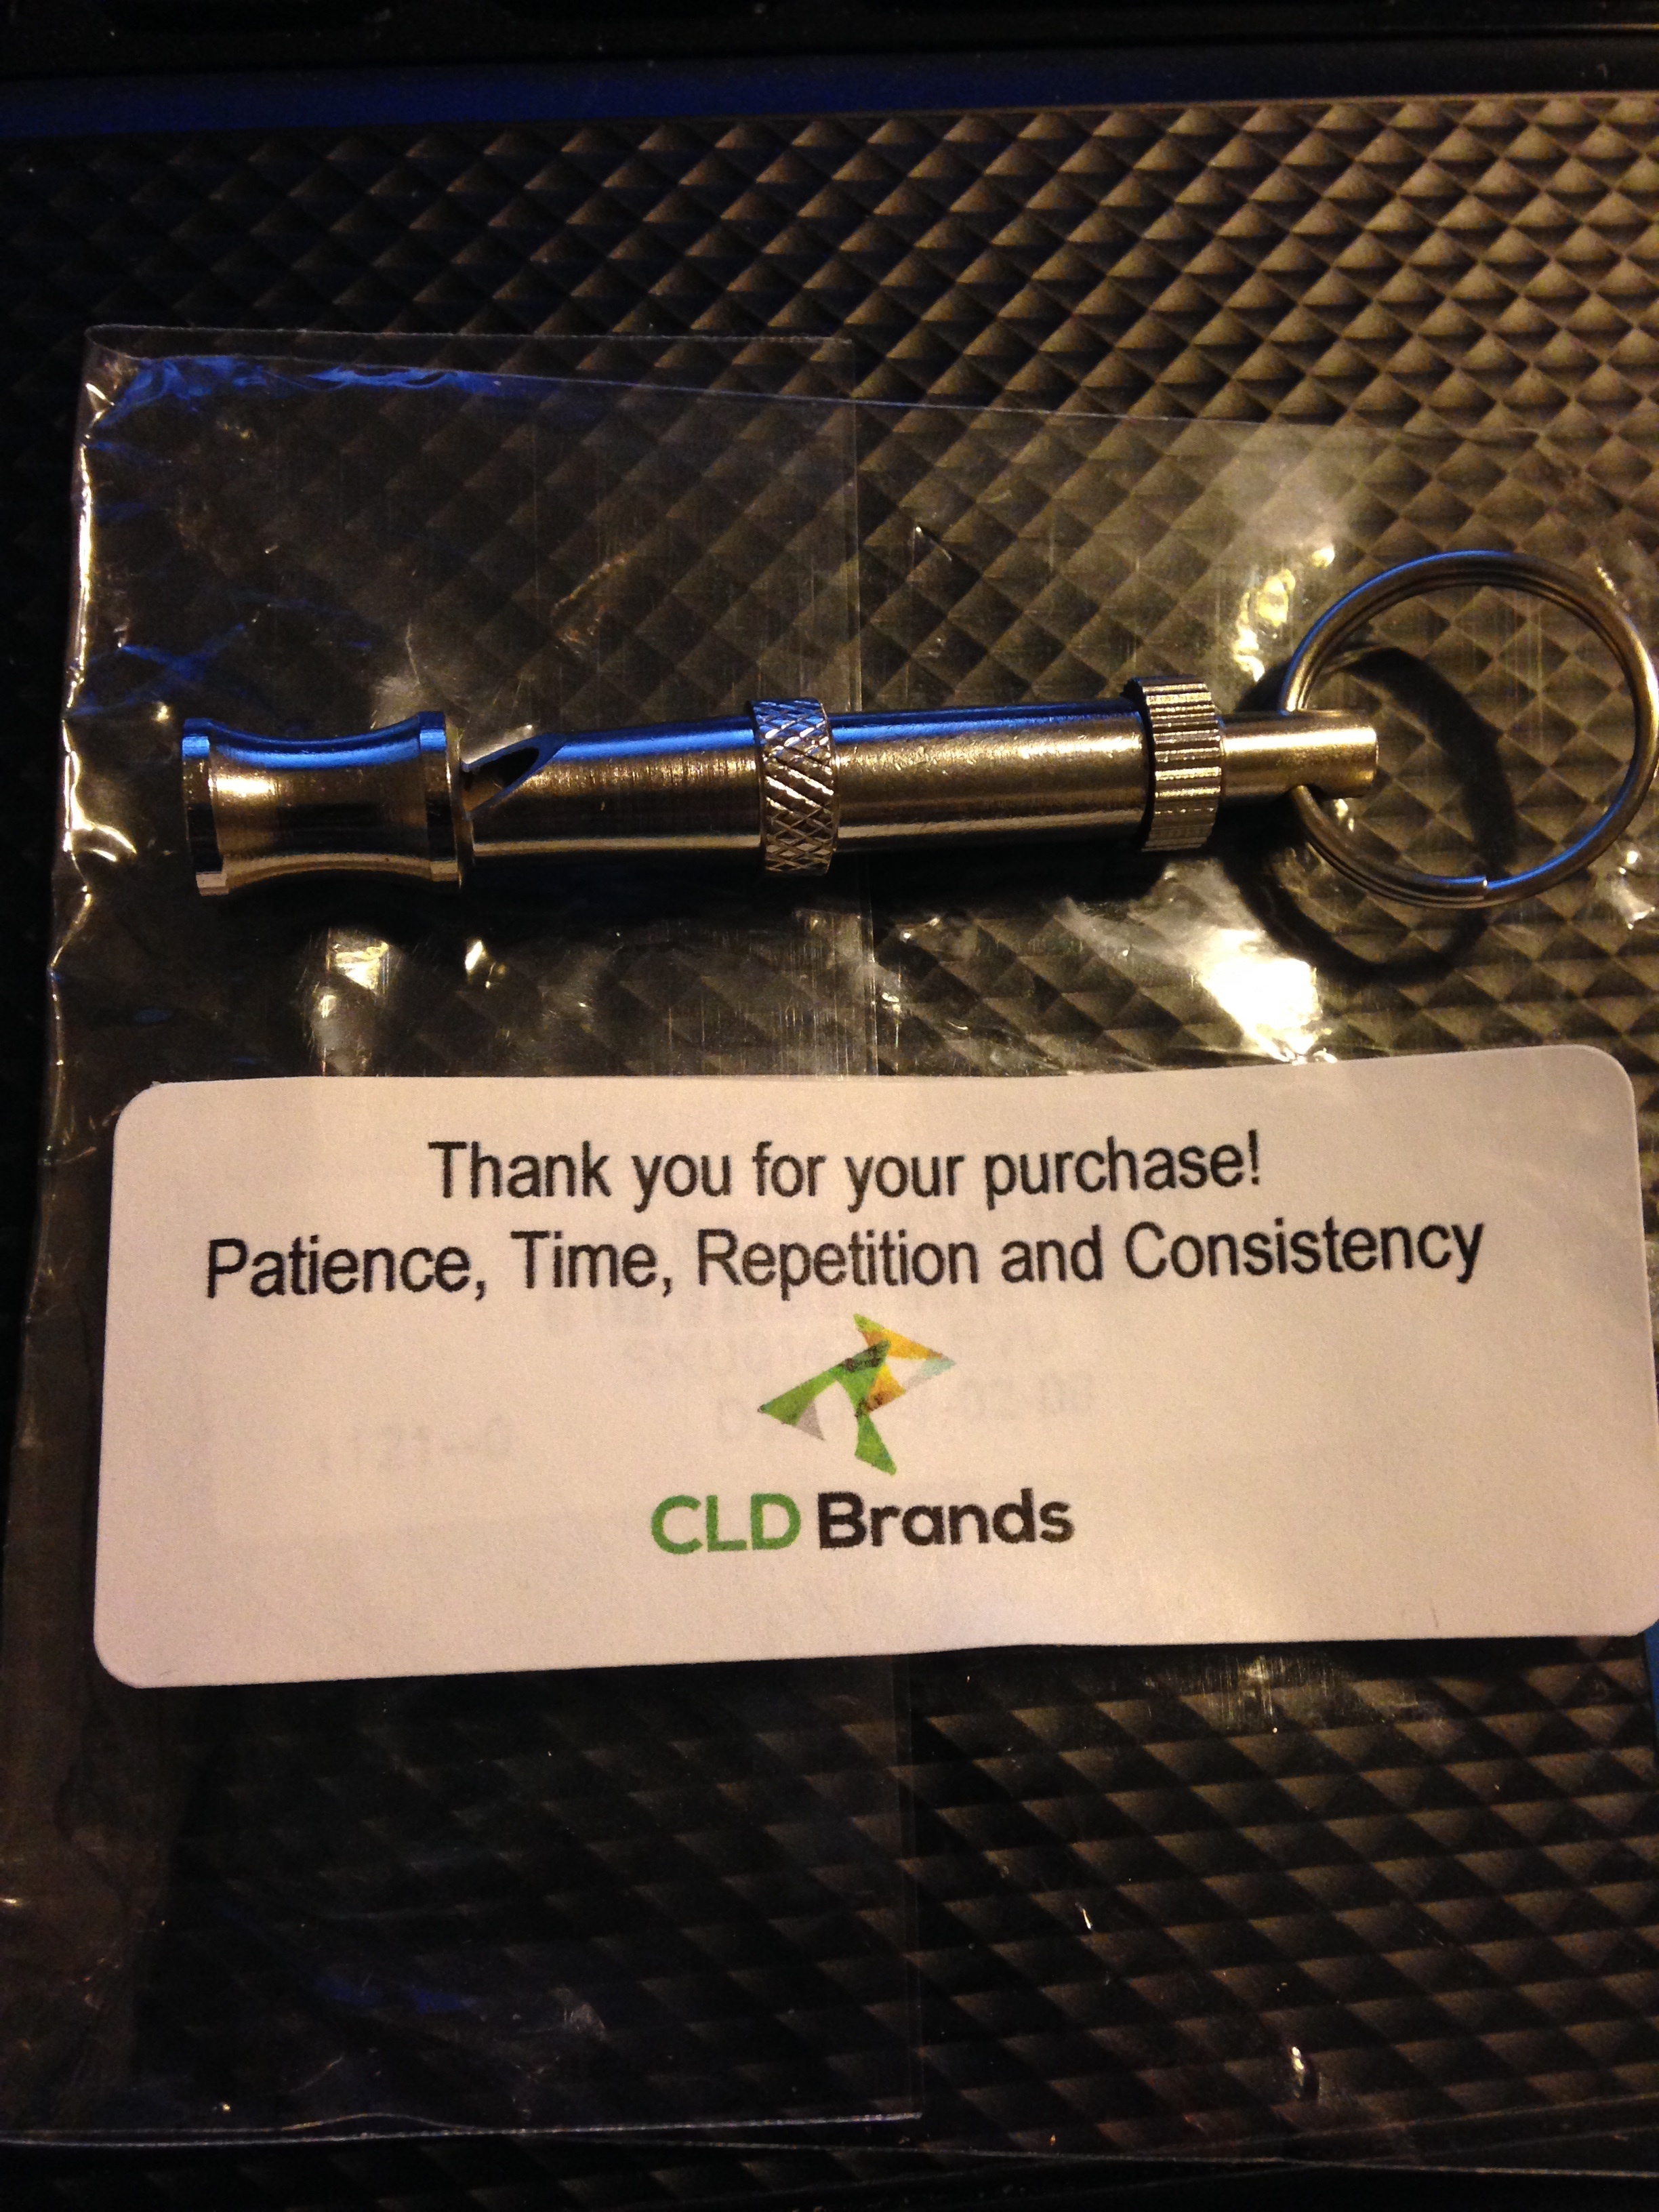 Thank you for your purchase!
Patience, Time, Repetition and Consistency
CLD Brands